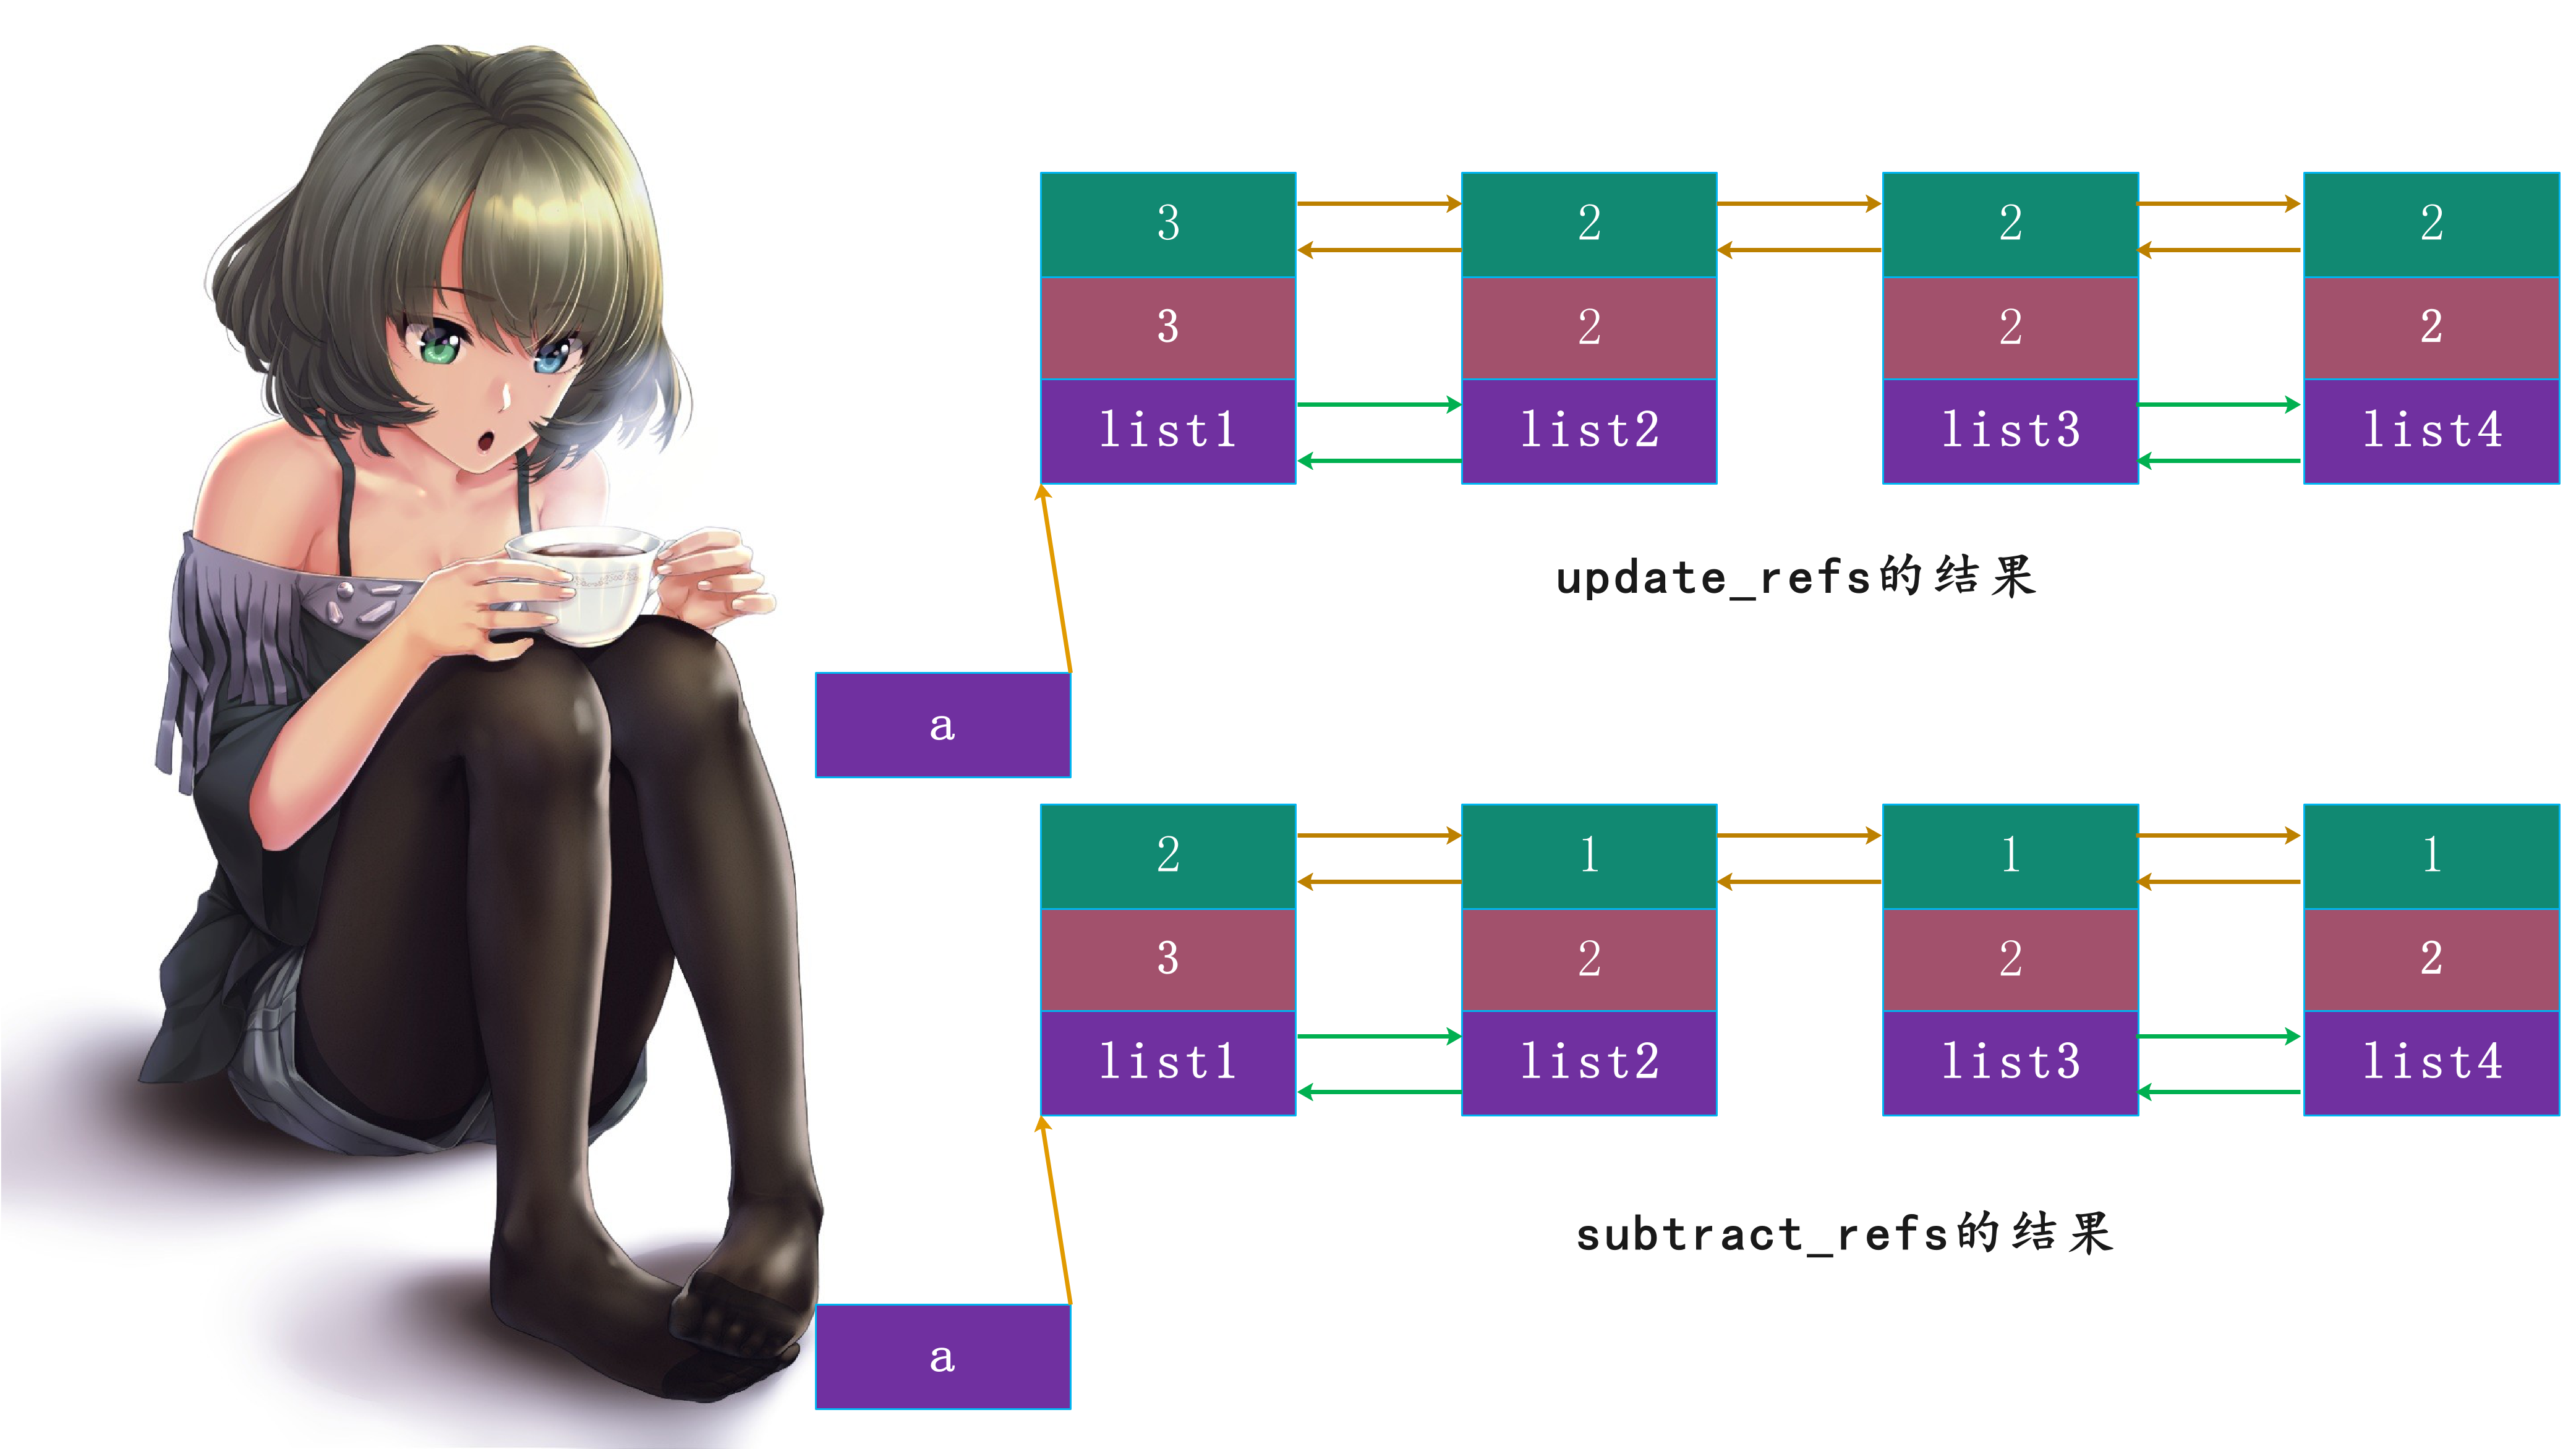 3 2 2 2
3 2 2 2
list1 list2 list3 list4
update_refs的结果
a
2 1 1 1
3 2 2 2
list1 list2 list3 list4
subtract_refs的结果
a